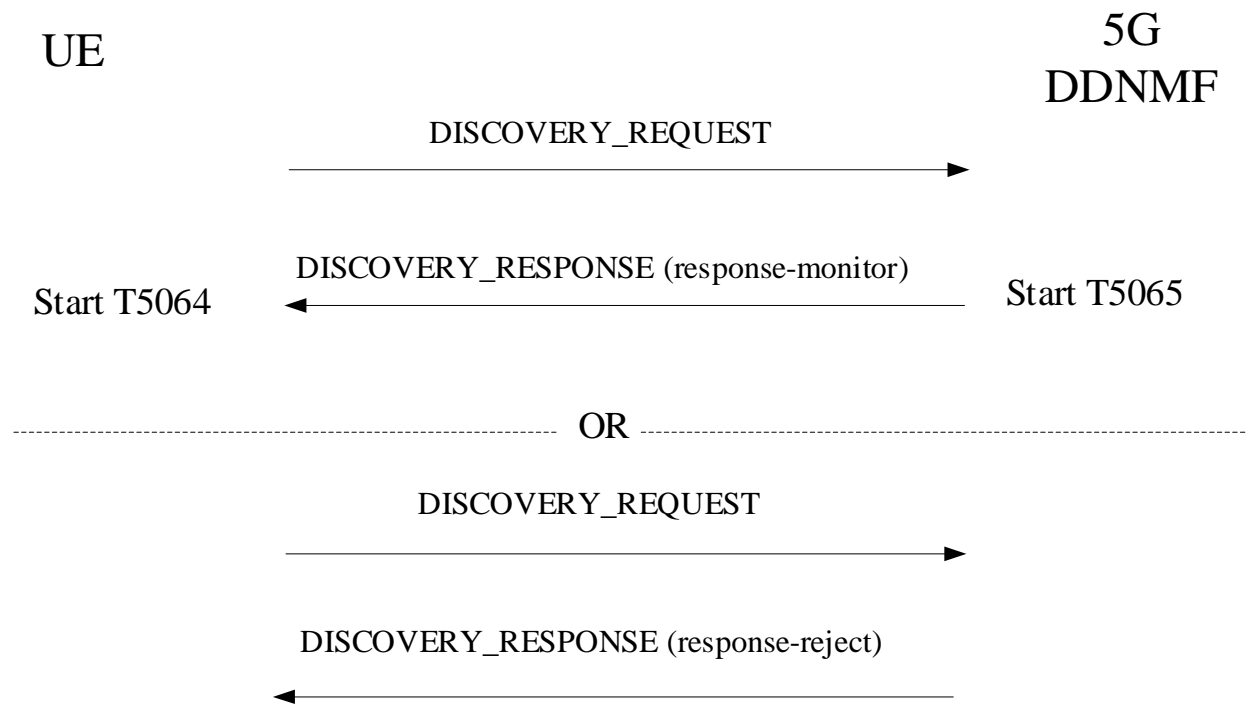 UE
5G
DDNMF
DISCOVERY_REQUEST
DISCOVERY_RESPONSE (response-monitor)
Start T5064
Start T5065
OR
DISCOVERY_REQUEST
DISCOVERY_RESPONSE (response-reject)